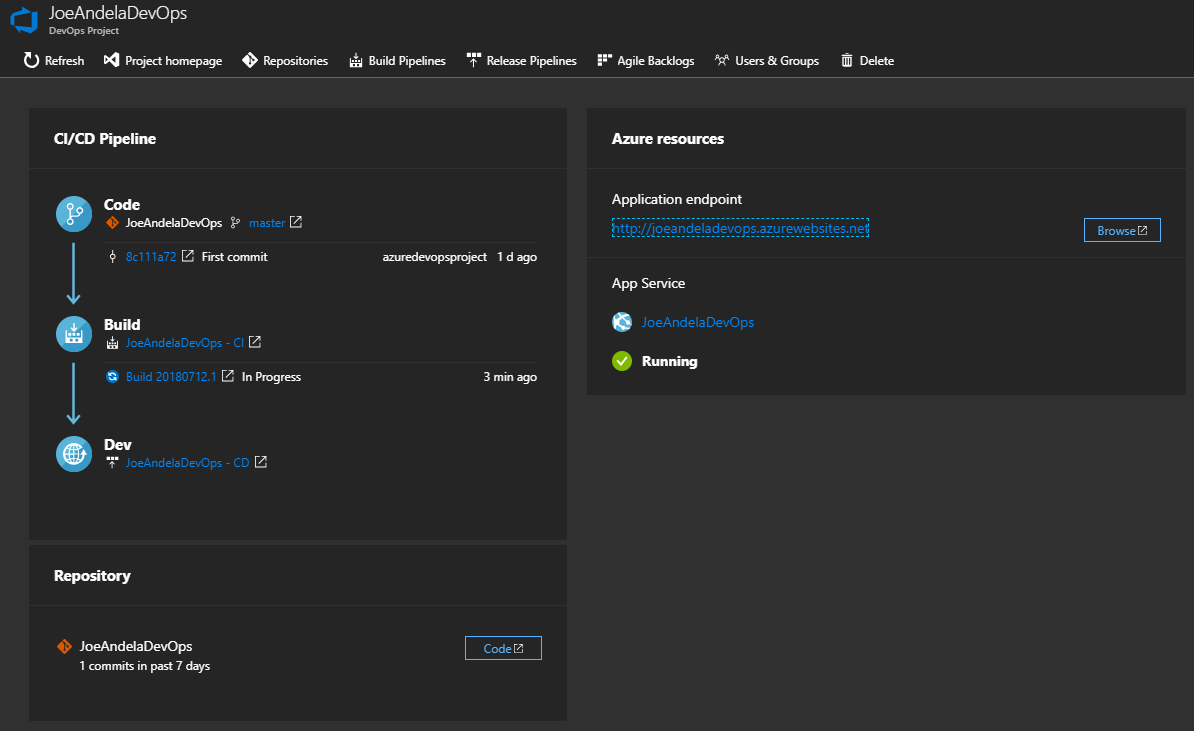 JoeAndelaDevOps
DevOps Project
Refresh Project homepage Repositories Build Pipelines Release Pipelines Agile Backlogs Users & Groups Delete
CI/CD Pipeline
Code
JoeAndelaDevOps master
8c111a72 First commit azuredevopsproject 1 d ago
Build
JoeAndelaDevOps - CI
Build 20180712.1 In Progress 3 min ago
Dev
JoeAndelaDevOps - CD
Repository
JoeAndelaDevOps
1 commits in past 7 days
Code
Azure resources
Application endpoint
http://joeandeladevops.azurewebsites.net
Browse
App Service
JoeAndelaDevOps
Running